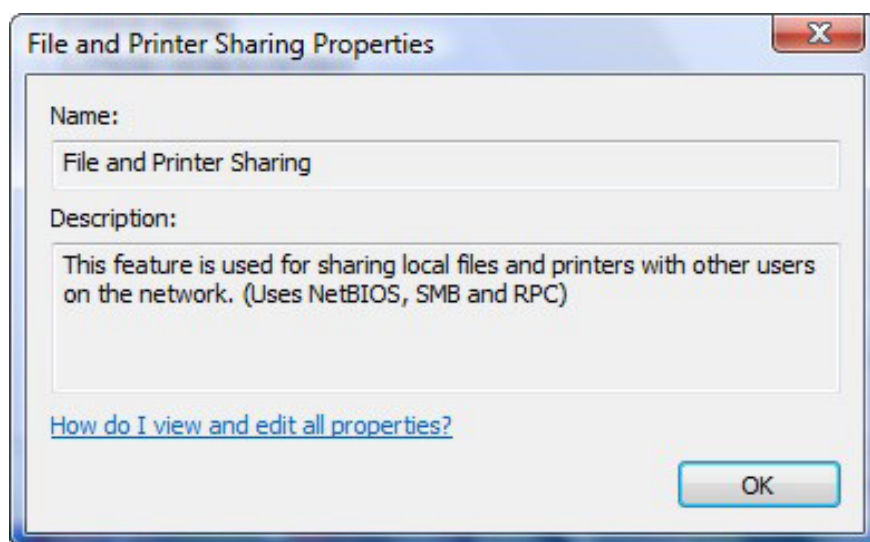 File and Printer Sharing Properties
Name:
File and Printer Sharing
Description:
This feature is used for sharing local files and printers with other users
on the network. (Uses NetBIOS, SMB and RPC)
How do I view and edit all properties?
OK